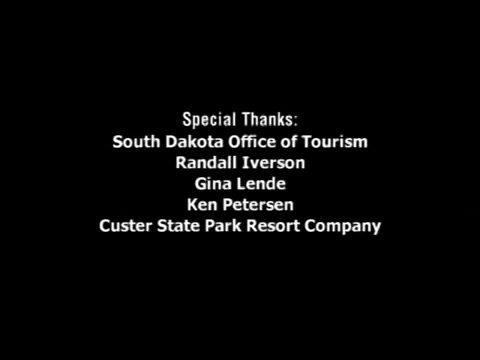 Special Thanks:
South Dakota Office of Tourism
Randall Iverson
Gina Lende
Ken Petersen
Custer State Park Resort Company